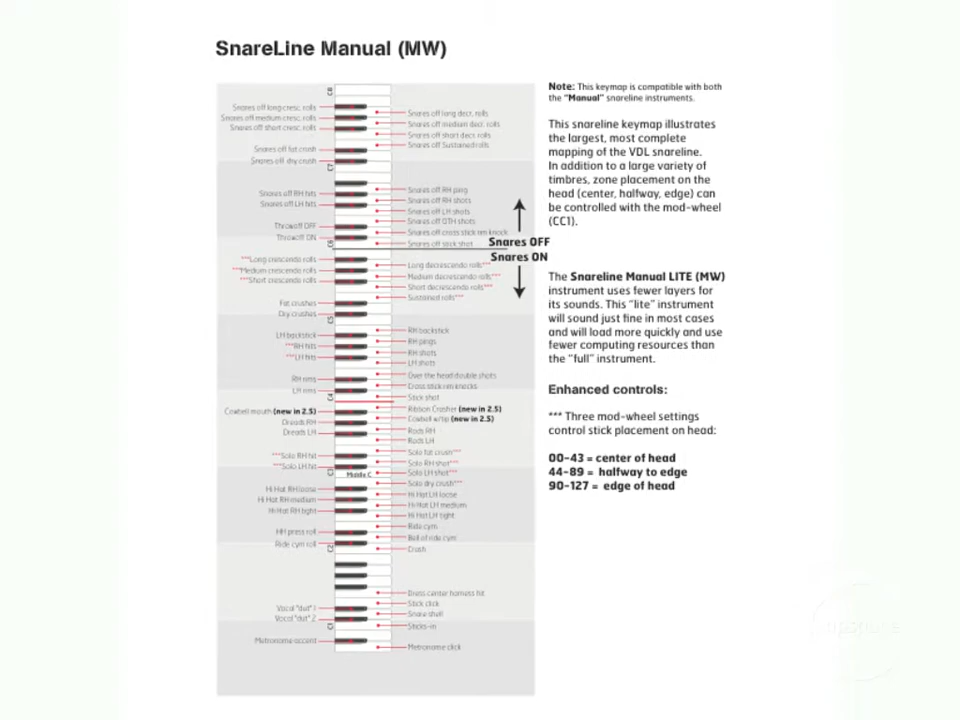 SnareLine Manual (MW)
C8
Snares off long cresc. rolls
Snares off medium cresc. rolls
Snares off short cresc. rolls
Snares off fat crush
Snares off dry crush
C7
Snares off RH hits
Snares off LH hits
Throwoff OFF
Throwoff ON
C6
***Long crescendo rolls
***Medium crescendo rolls
***Short crescendo rolls
Fat crushes
Dry crushes
C5
LH backstick
***RH hits
***LH hits
RH rims
LH rims
C4
Cowbell mouth (new in 2.5)
Dreads RH
Dreads LH
***Solo RH hit
***Solo LH hit
C3
Middle C
Hi Hat RH loose
Hi Hat RH medium
Hi Hat RH tight
HH press roll
Ride cym roll
C2
Vocal "dut" 1
Vocal "dut" 2
C1
Metronome accent
Snares off long decr. rolls
Snares off medium decr. rolls
Snares off short decr. rolls
Snares off Sustained rolls
Snares off RH ping
Snares off RH shots
Snares off LH shots
Snares off OTH shots
Snares off cross stick rim knock
Snares off stick shot
Snares OFF
Snares ON
Long decrescendo rolls***
Medium decrescendo rolls***
Short decrescendo rolls***
Sustained rolls***
RH backstick
RH pings
RH shots
LH shots
Over the head double shots
Cross stick rim knocks
Stick shot
Ribbon Crasher (new in 2.5)
Cowbell w/tip (new in 2.5)
Rods RH
Rods LH
Solo fat crush***
Solo RH shot***
Solo LH shot***
Solo dry crush***
Hi Hat LH loose
Hi Hat LH medium
Hi Hat LH tight
Ride cym
Bell of ride cym
Crash
Dress center harness hit
Stick click
Snare shell
Sticks-in
Metronome click
Note: This keymap is compatible with both
the "Manual" snareline instruments.
This snareline keymap illustrates
the largest, most complete
mapping of the VDL snareline.
In addition to a large variety of
timbres, zone placement on the
head (center, halfway, edge) can
be controlled with the mod-wheel
(CC1).
The Snareline Manual LITE (MW)
instrument uses fewer layers for
its sounds. This "lite" instrument
will sound just fine in most cases
and will load more quickly and use
fewer computing resources than
the "full" instrument.
Enhanced controls:
*** Three mod-wheel settings
control stick placement on head:
00-43 = center of head
44-89 = halfway to edge
90-127 = edge of head